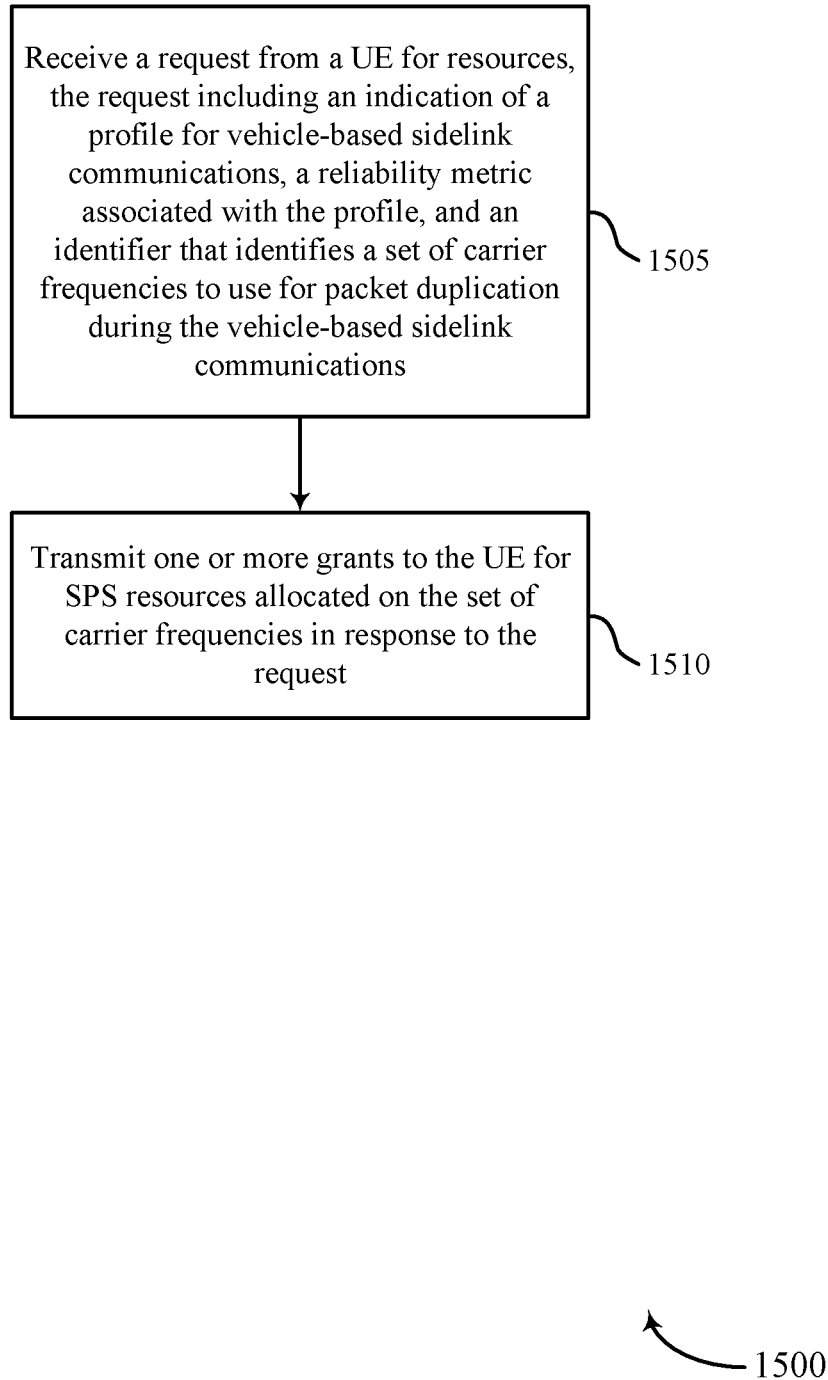 Receive a request from a UE for resources,
the request including an indication of a
profile for vehicle-based sidelink
communications, a reliability metric
associated with the profile, and an
identifier that identifies a set of carrier
frequencies to use for packet duplication
during the vehicle-based sidelink
communications
1505
Transmit one or more grants to the UE for
SPS resources allocated on the set of
carrier frequencies in response to the
request
1510
1500